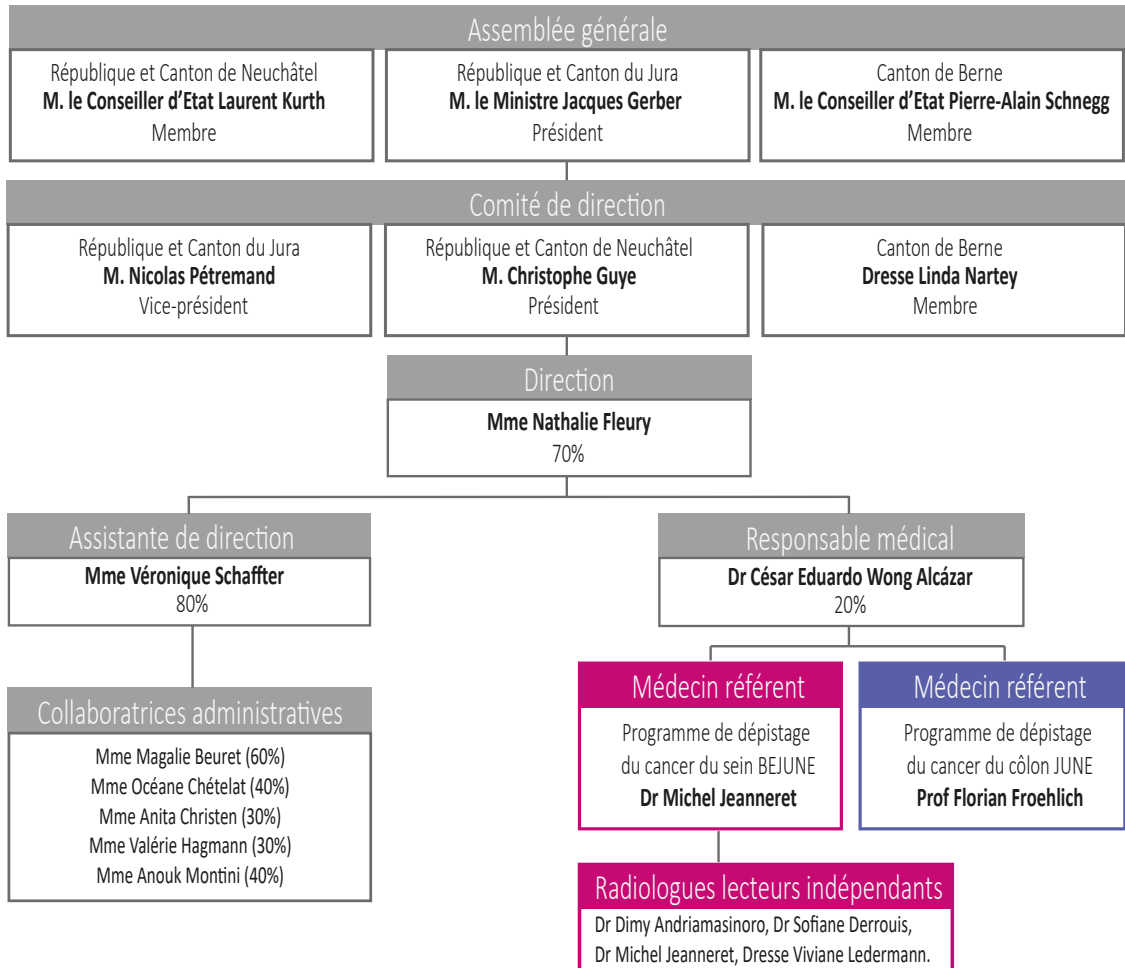 Assemblée générale
République et Canton de Neuchâtel
M. le Conseiller d'Etat Laurent Kurth
Membre
République et Canton du Jura
M. le Ministre Jacques Gerber
Président
Canton de Berne
M. le Conseiller d'Etat Pierre-Alain Schnegg
Membre
Comité de direction
République et Canton du Jura
M. Nicolas Pétremand
Vice-président
République et Canton de Neuchâtel
M. Christophe Guye
Président
Canton de Berne
Dresse Linda Nartey
Membre
Direction
Mme Nathalie Fleury
70%
Assistante de direction
Mme Véronique Schaffter
80%
Responsable médical
Dr César Eduardo Wong Alcázar
20%
Collaboratrices administratives
Mme Magalie Beuret (60%)
Mme Océane Chételat (40%)
Mme Anita Christen (30%)
Mme Valérie Hagmann (30%)
Mme Anouk Montini (40%)
Médecin référent
Programme de dépistage
du cancer du sein BEJUNE
Dr Michel Jeanneret
Médecin référent
Programme de dépistage
du cancer du côlon JUNE
Prof Florian Froehlich
Radiologues lecteurs indépendants
Dr Dimy Andriamasinoro, Dr Sofiane Derrouis,
Dr Michel Jeanneret, Dresse Viviane Ledermann.